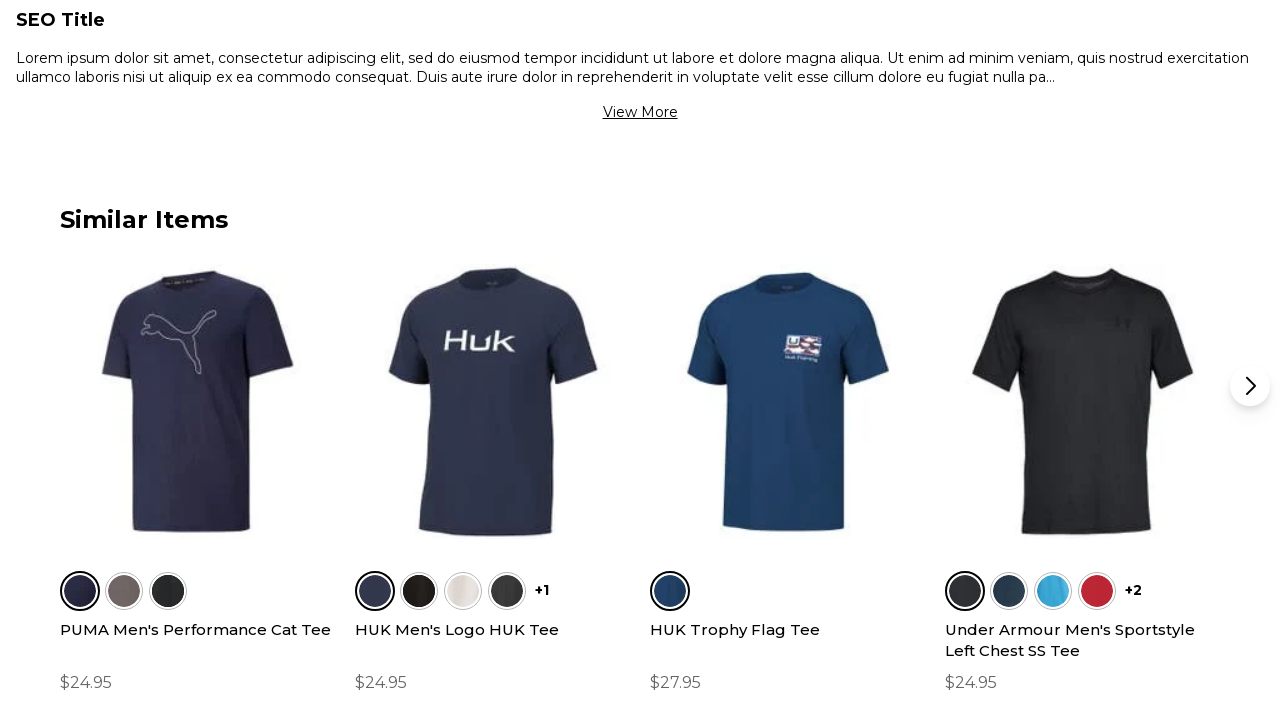 SEO Title
Lorem ipsum dolor sit amet, consectetur adipiscing elit, sed do eiusmod tempor incididunt ut labore et dolore magna aliqua. Ut enim ad minim veniam, quis nostrud exercitation
ullamco laboris nisi ut aliquip ex ea commodo consequat. Duis aute irure dolor in reprehenderit in voluptate velit esse cillum dolore eu fugiat nulla pa...
View More
Similar Items
Huk
US
Huk Fishing
+1
+2
PUMA Men's Performance Cat Tee
HUK Men's Logo HUK Tee
HUK Trophy Flag Tee
Under Armour Men's Sportstyle
Left Chest SS Tee
$24.95
$24.95
$27.95
$24.95